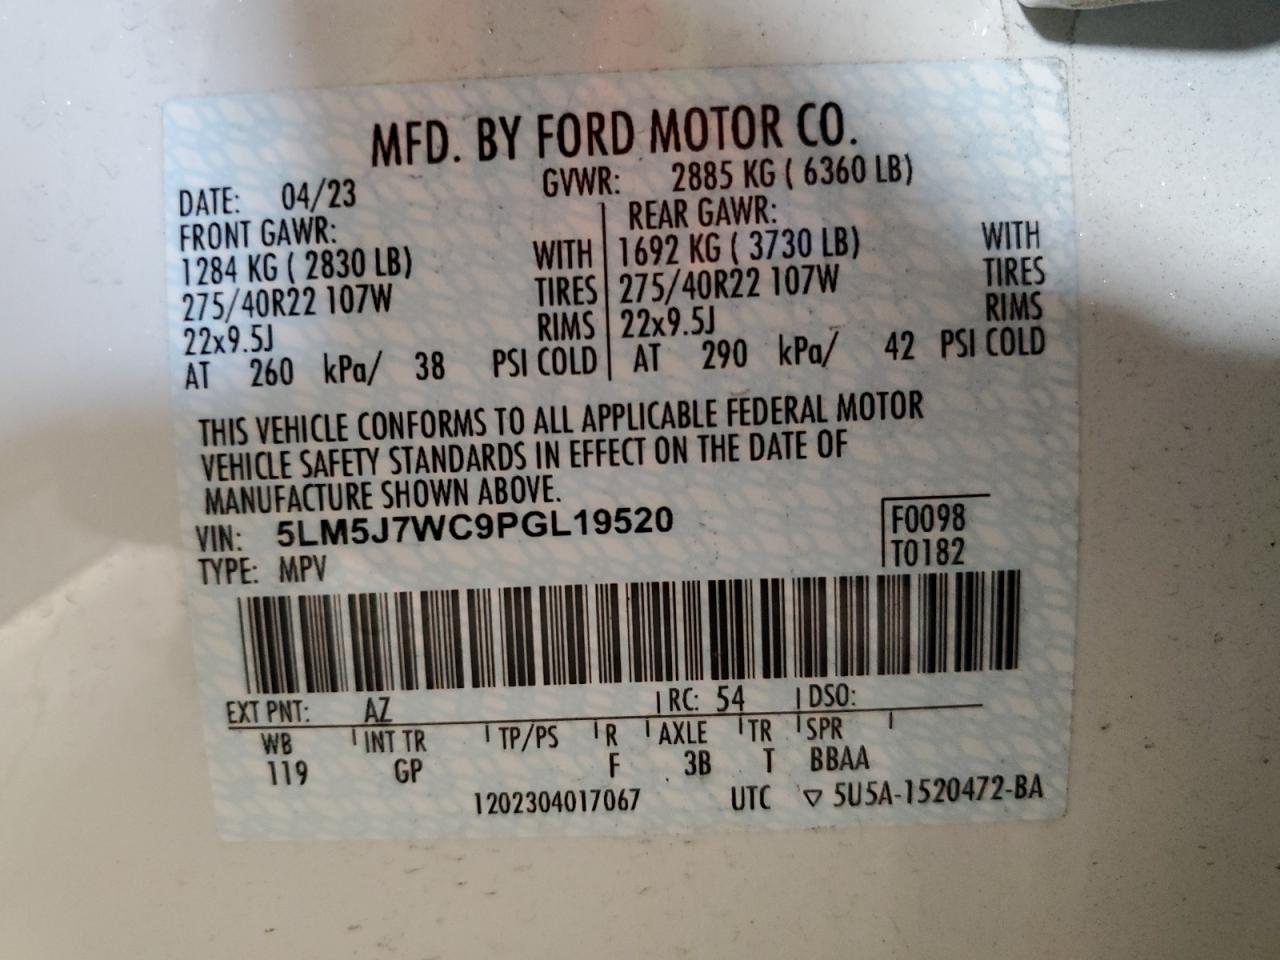 MFD. BY FORD MOTOR CO.
DATE: 04/23 GVWR: 2885 KG ( 6360 LB)
FRONT GAWR: REAR GAWR:
1284 KG ( 2830 LB) WITH 1692 KG ( 3730 LB) WITH
275/40R22 107W TIRES 275/40R22 107W TIRES
22x9.5J RIMS 22x9.5J RIMS
AT 260 kPa/ 38 PSI COLD AT 290 kPa/ 42 PSI COLD
THIS VEHICLE CONFORMS TO ALL APPLICABLE FEDERAL MOTOR
VEHICLE SAFETY STANDARDS IN EFFECT ON THE DATE OF
MANUFACTURE SHOWN ABOVE.
VIN: 5LM5J7WC9PGL19520 F0098
TYPE: MPV T0182
EXT PNT: AZ RC: 54 DSO:
WB INT TR TP/PS R AXLE TR SPR
119 GP F 3B T BBAA
1202304017067 UTC ▽ 5U5A-1520472-BA